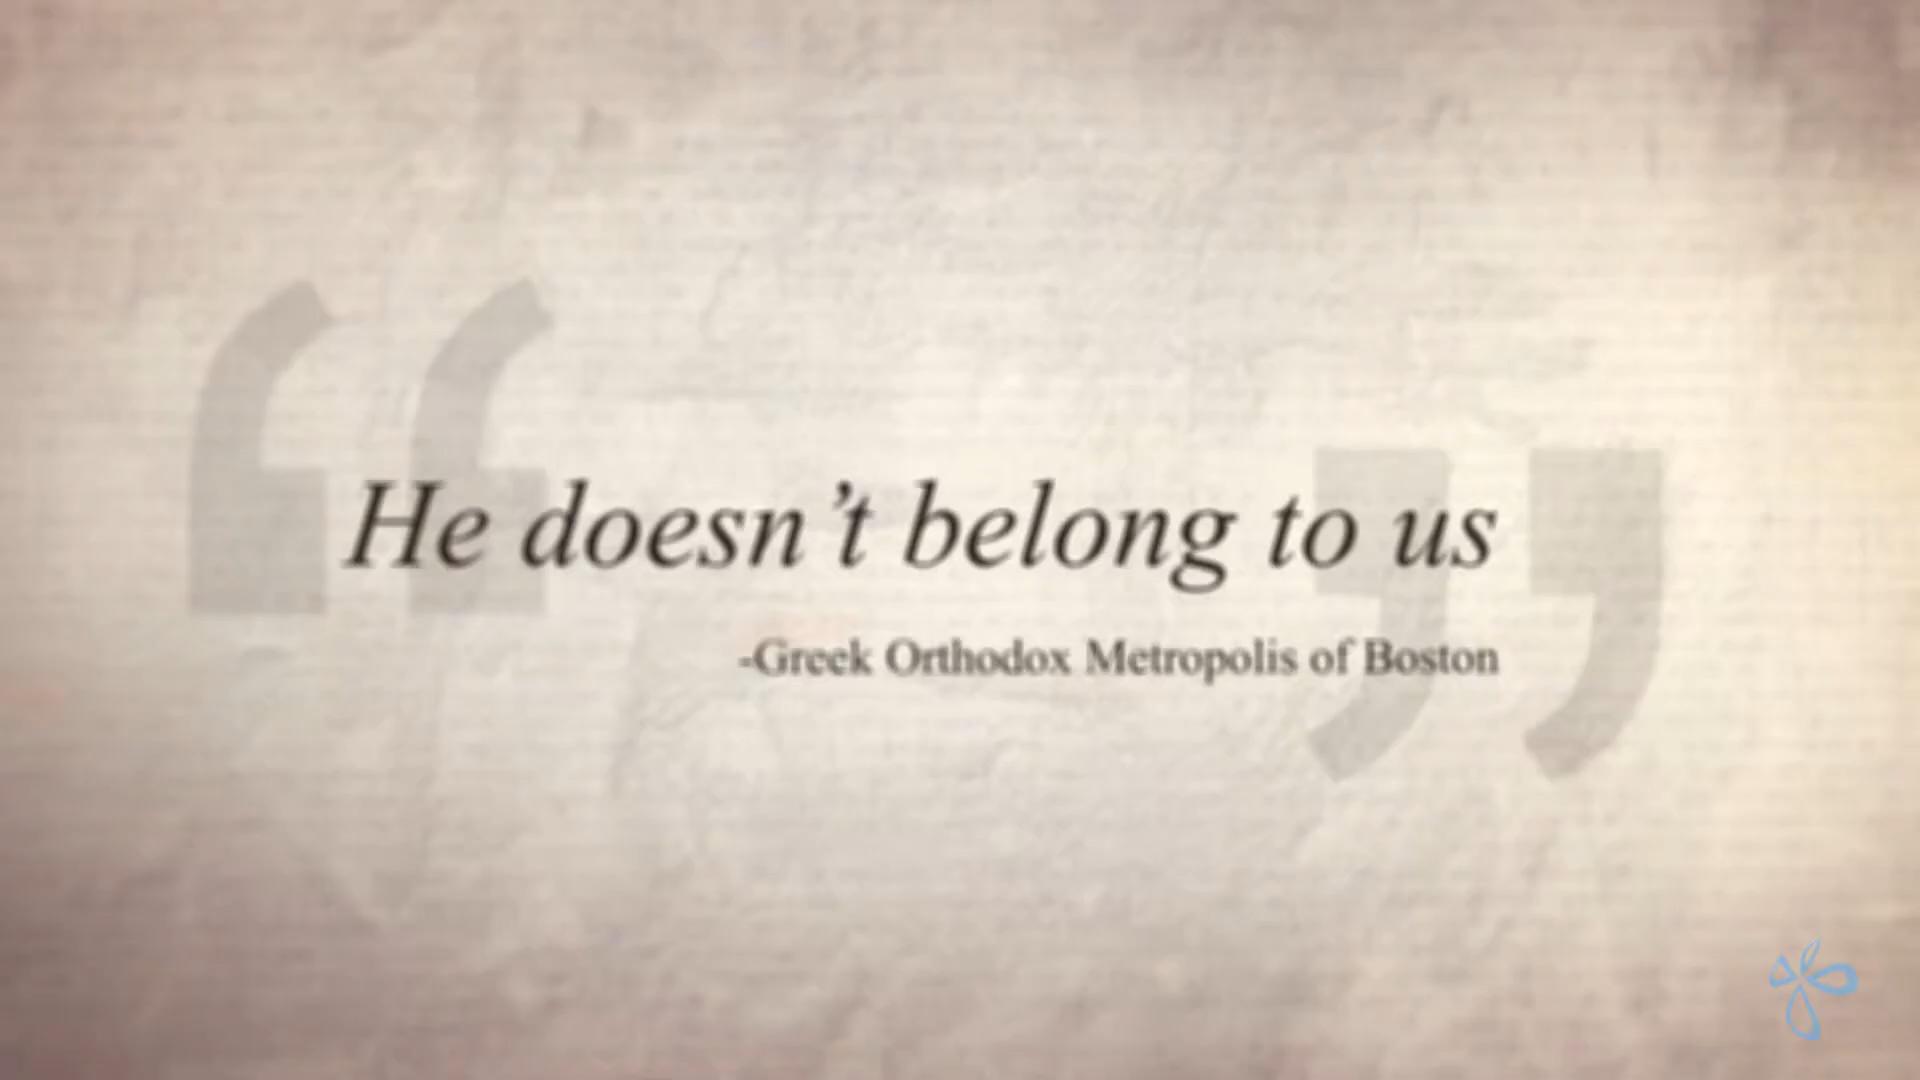 “
He doesn’t belong to us
”
-Greek Orthodox Metropolis of Boston